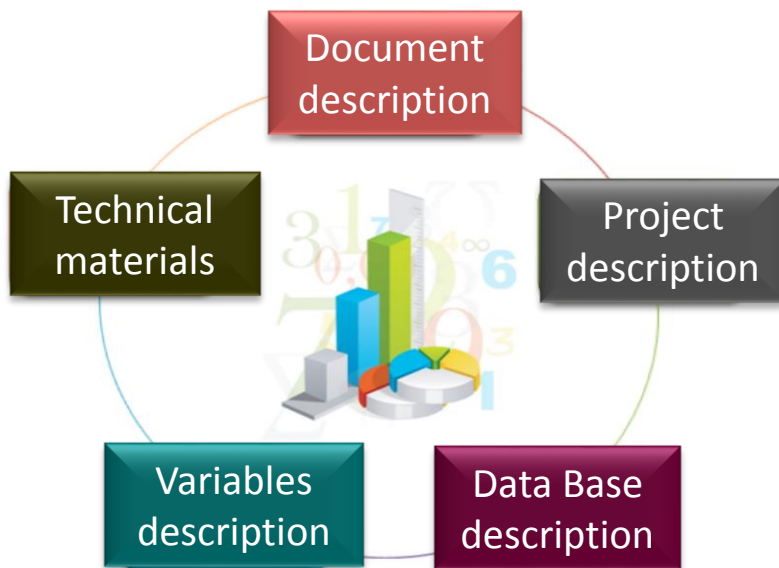 Document
description
Technical
materials
Project
description
Variables
description
Data Base
description